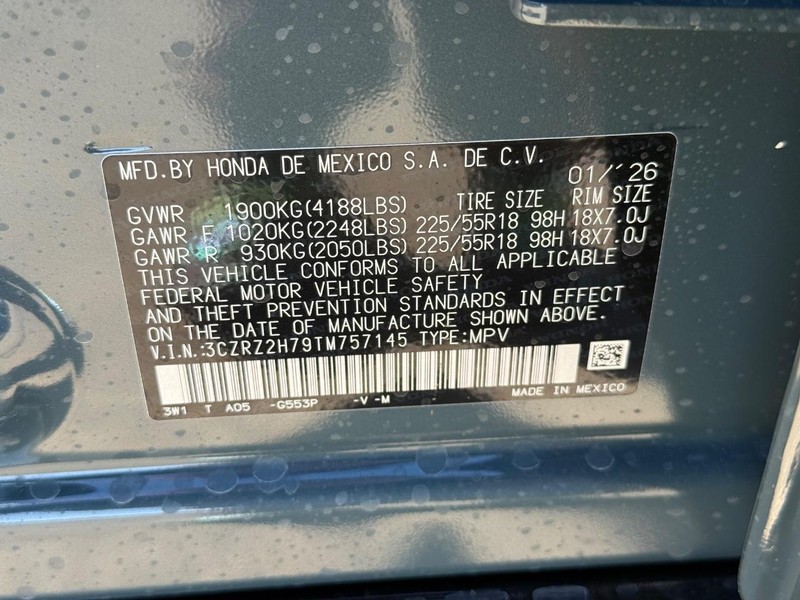 MFD.BY HONDA DE MEXICO S.A. DE C.V. 01/'26
TIRE SIZE RIM SIZE
GVWR 1900KG(4188LBS)
GAWR F 1020KG(2248LBS) 225/55R18 98H 18X7.0J
GAWR R 930KG(2050LBS) 225/55R18 98H 18X7.0J
THIS VEHICLE CONFORMS TO ALL APPLICABLE
FEDERAL MOTOR VEHICLE SAFETY
AND THEFT PREVENTION STANDARDS IN EFFECT
ON THE DATE OF MANUFACTURE SHOWN ABOVE.
V.I.N.:3CZRZ2H79TM757145 TYPE:MPV
MADE IN MEXICO
3W1 T A05 -G553P -V -M